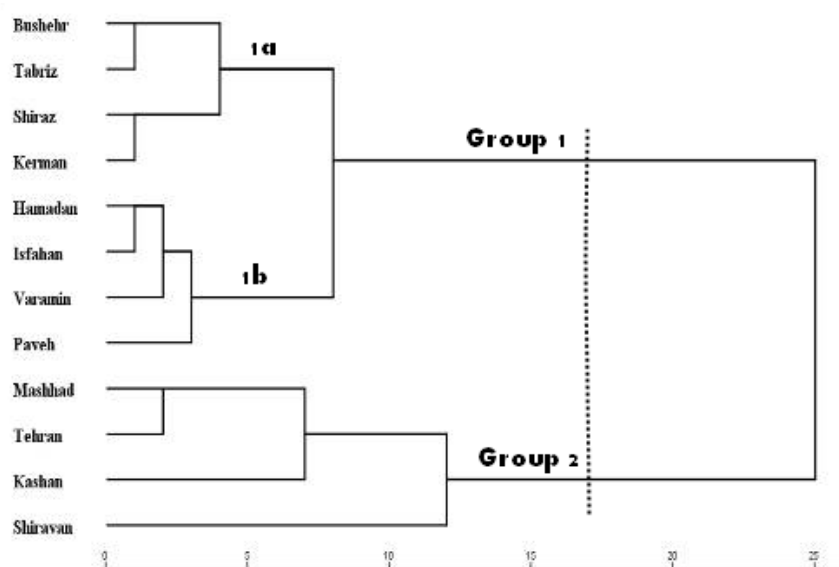 Bushehr
1a
Tabriz
Shiraz
Group 1
Kerman
Hamadan
Isfahan
1b
Varamin
Paveh
Mashhad
Tehran
Group 2
Kashan
Shiravan
0 5 10 15 20 25